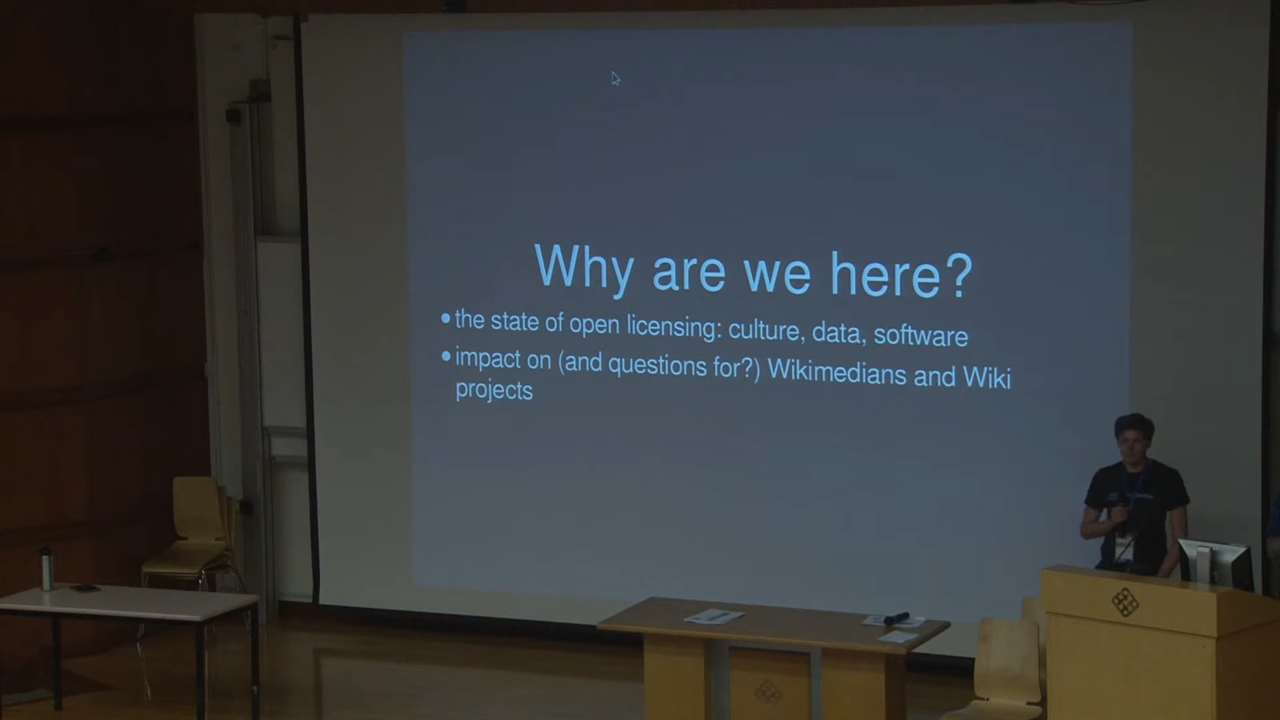 Why are we here?
•the state of open licensing: culture, data, software
•impact on (and questions for?) Wikimedians and Wiki
projects